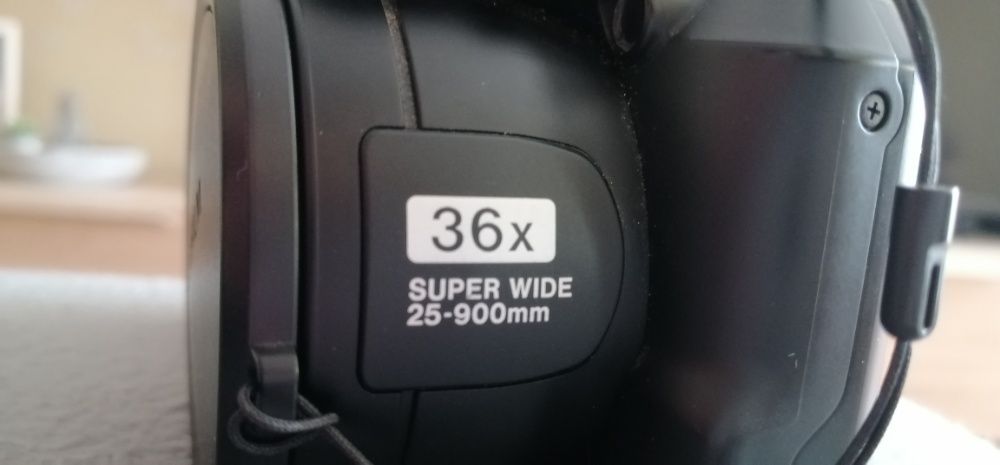 36x
SUPER WIDE
25-900mm